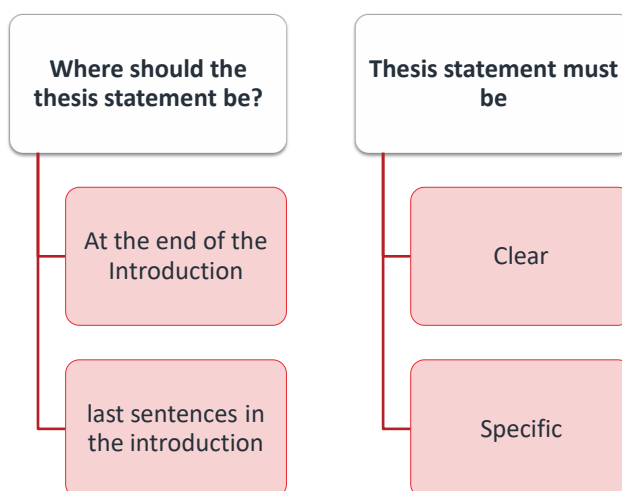 Where should the
thesis statement be?
At the end of the
Introduction
last sentences in
the introduction
Thesis statement must
be
Clear
Specific